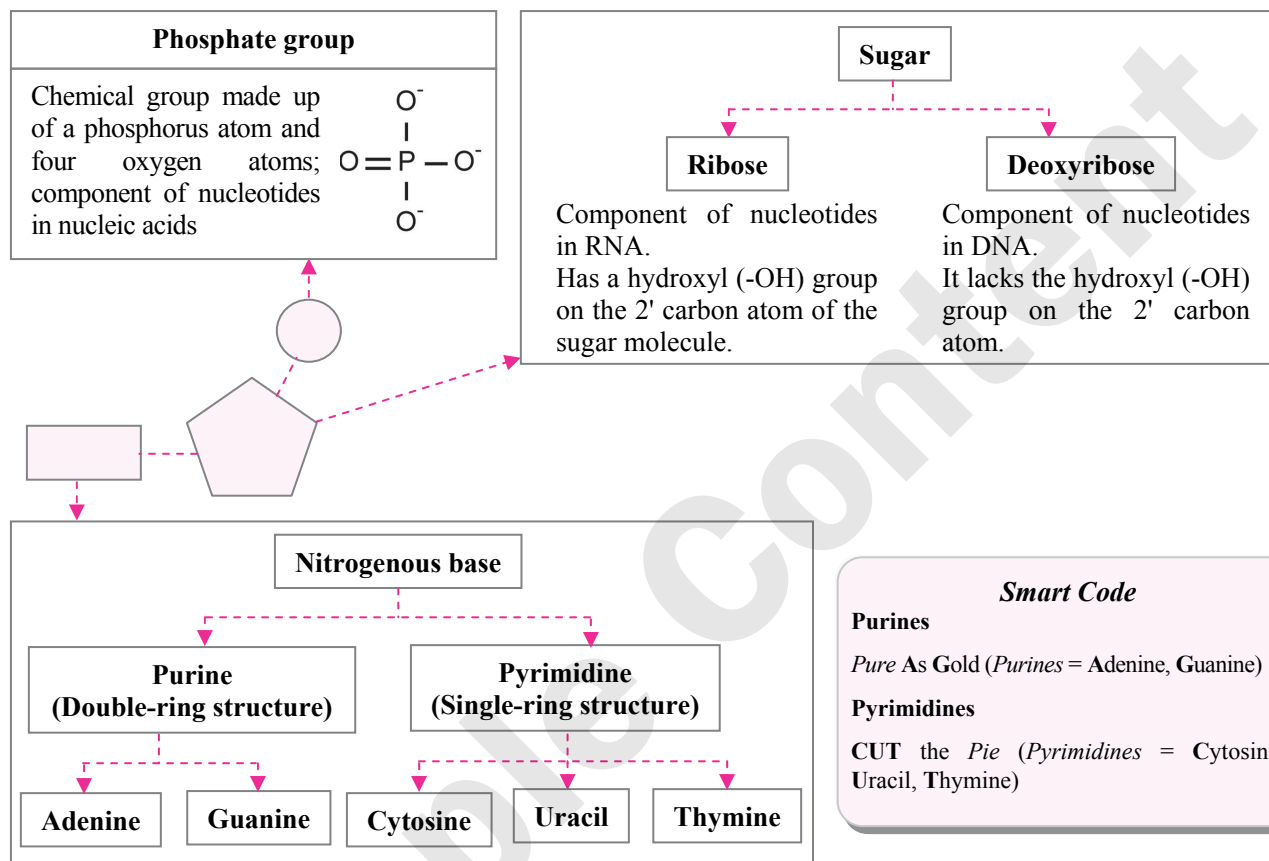 Phosphate group
Chemical group made up
of a phosphorus atom and
four oxygen atoms;
component of nucleotides
in nucleic acids
O⁻
O=P—O⁻
O⁻
Sugar
Ribose
Component of nucleotides
in RNA.
Has a hydroxyl (-OH) group
on the 2' carbon atom of the
sugar molecule.
Deoxyribose
Component of nucleotides
in DNA.
It lacks the hydroxyl (-OH)
group on the 2' carbon
atom.
Nitrogenous base
Purine
(Double-ring structure)
Pyrimidine
(Single-ring structure)
Adenine
Guanine
Cytosine
Uracil
Thymine
Smart Code
Purines
Pure As Gold (Purines = Adenine, Guanine)
Pyrimidines
CUT the Pie (Pyrimidines = Cytosin
Uracil, Thymine)
ple Content